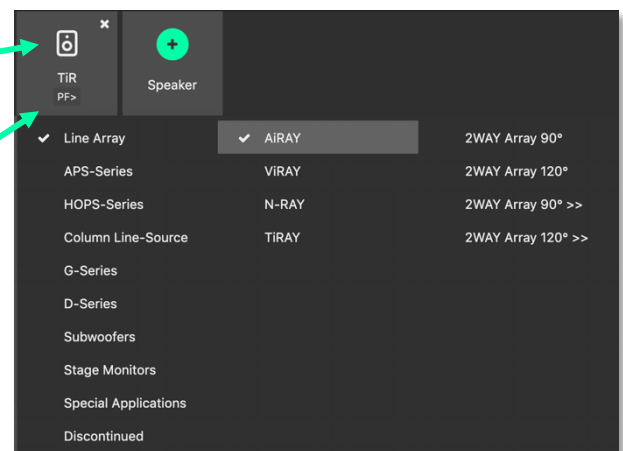 TiR
PF>
Speaker
Line Array
AiRAY
2WAY Array 90°
APS-Series
ViRAY
2WAY Array 120°
HOPS-Series
N-RAY
2WAY Array 90° >>
Column Line-Source
TiRAY
2WAY Array 120° >>
G-Series
D-Series
Subwoofers
Stage Monitors
Special Applications
Discontinued